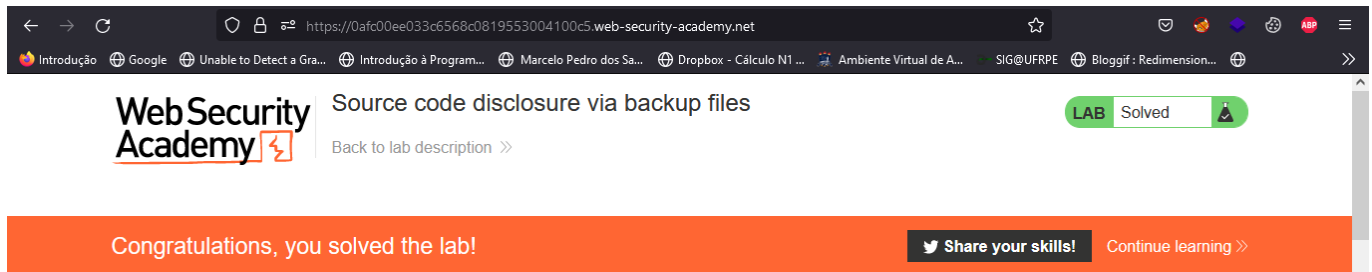 https://0afc00ee033c6568c0819553004100c5.web-security-academy.net
ABP
Introdução Google Unable to Detect a Gra... Introdução à Program... Marcelo Pedro dos Sa... Dropbox - Cálculo N1 ... Ambiente Virtual de A... SIG@UFRPE Bloggif : Redimension...
Web Security Academy
Source code disclosure via backup files
LAB Solved
Back to lab description
Congratulations, you solved the lab!
Share your skills! Continue learning